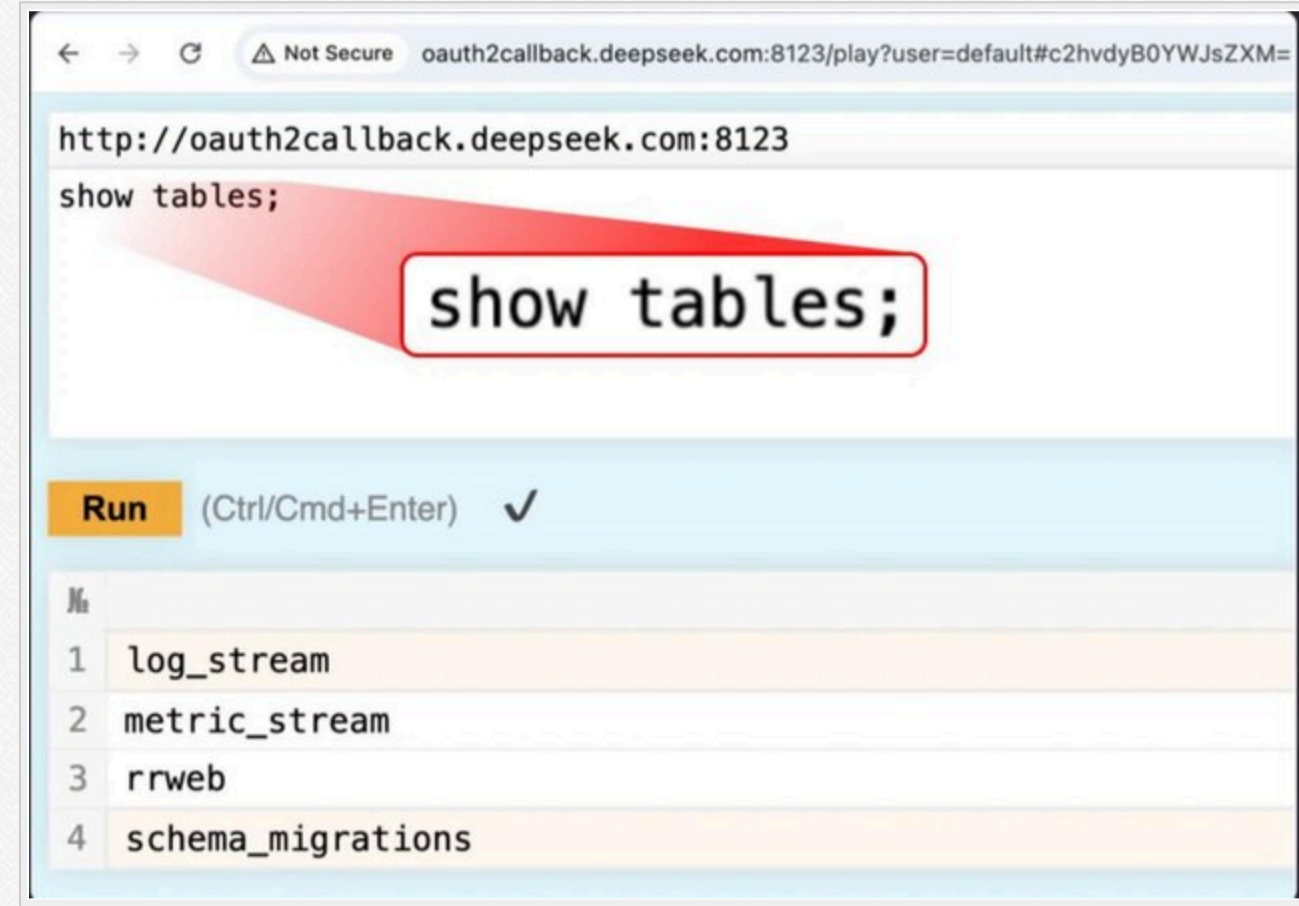 Not Secure oauth2callback.deepseek.com:8123/play?user=default#c2hvdyB0YWJsZXM=
http://oauth2callback.deepseek.com:8123
show tables;
show tables;
Run (Ctrl/Cmd+Enter) ✓
№
1 log_stream
2 metric_stream
3 rrweb
4 schema_migrations